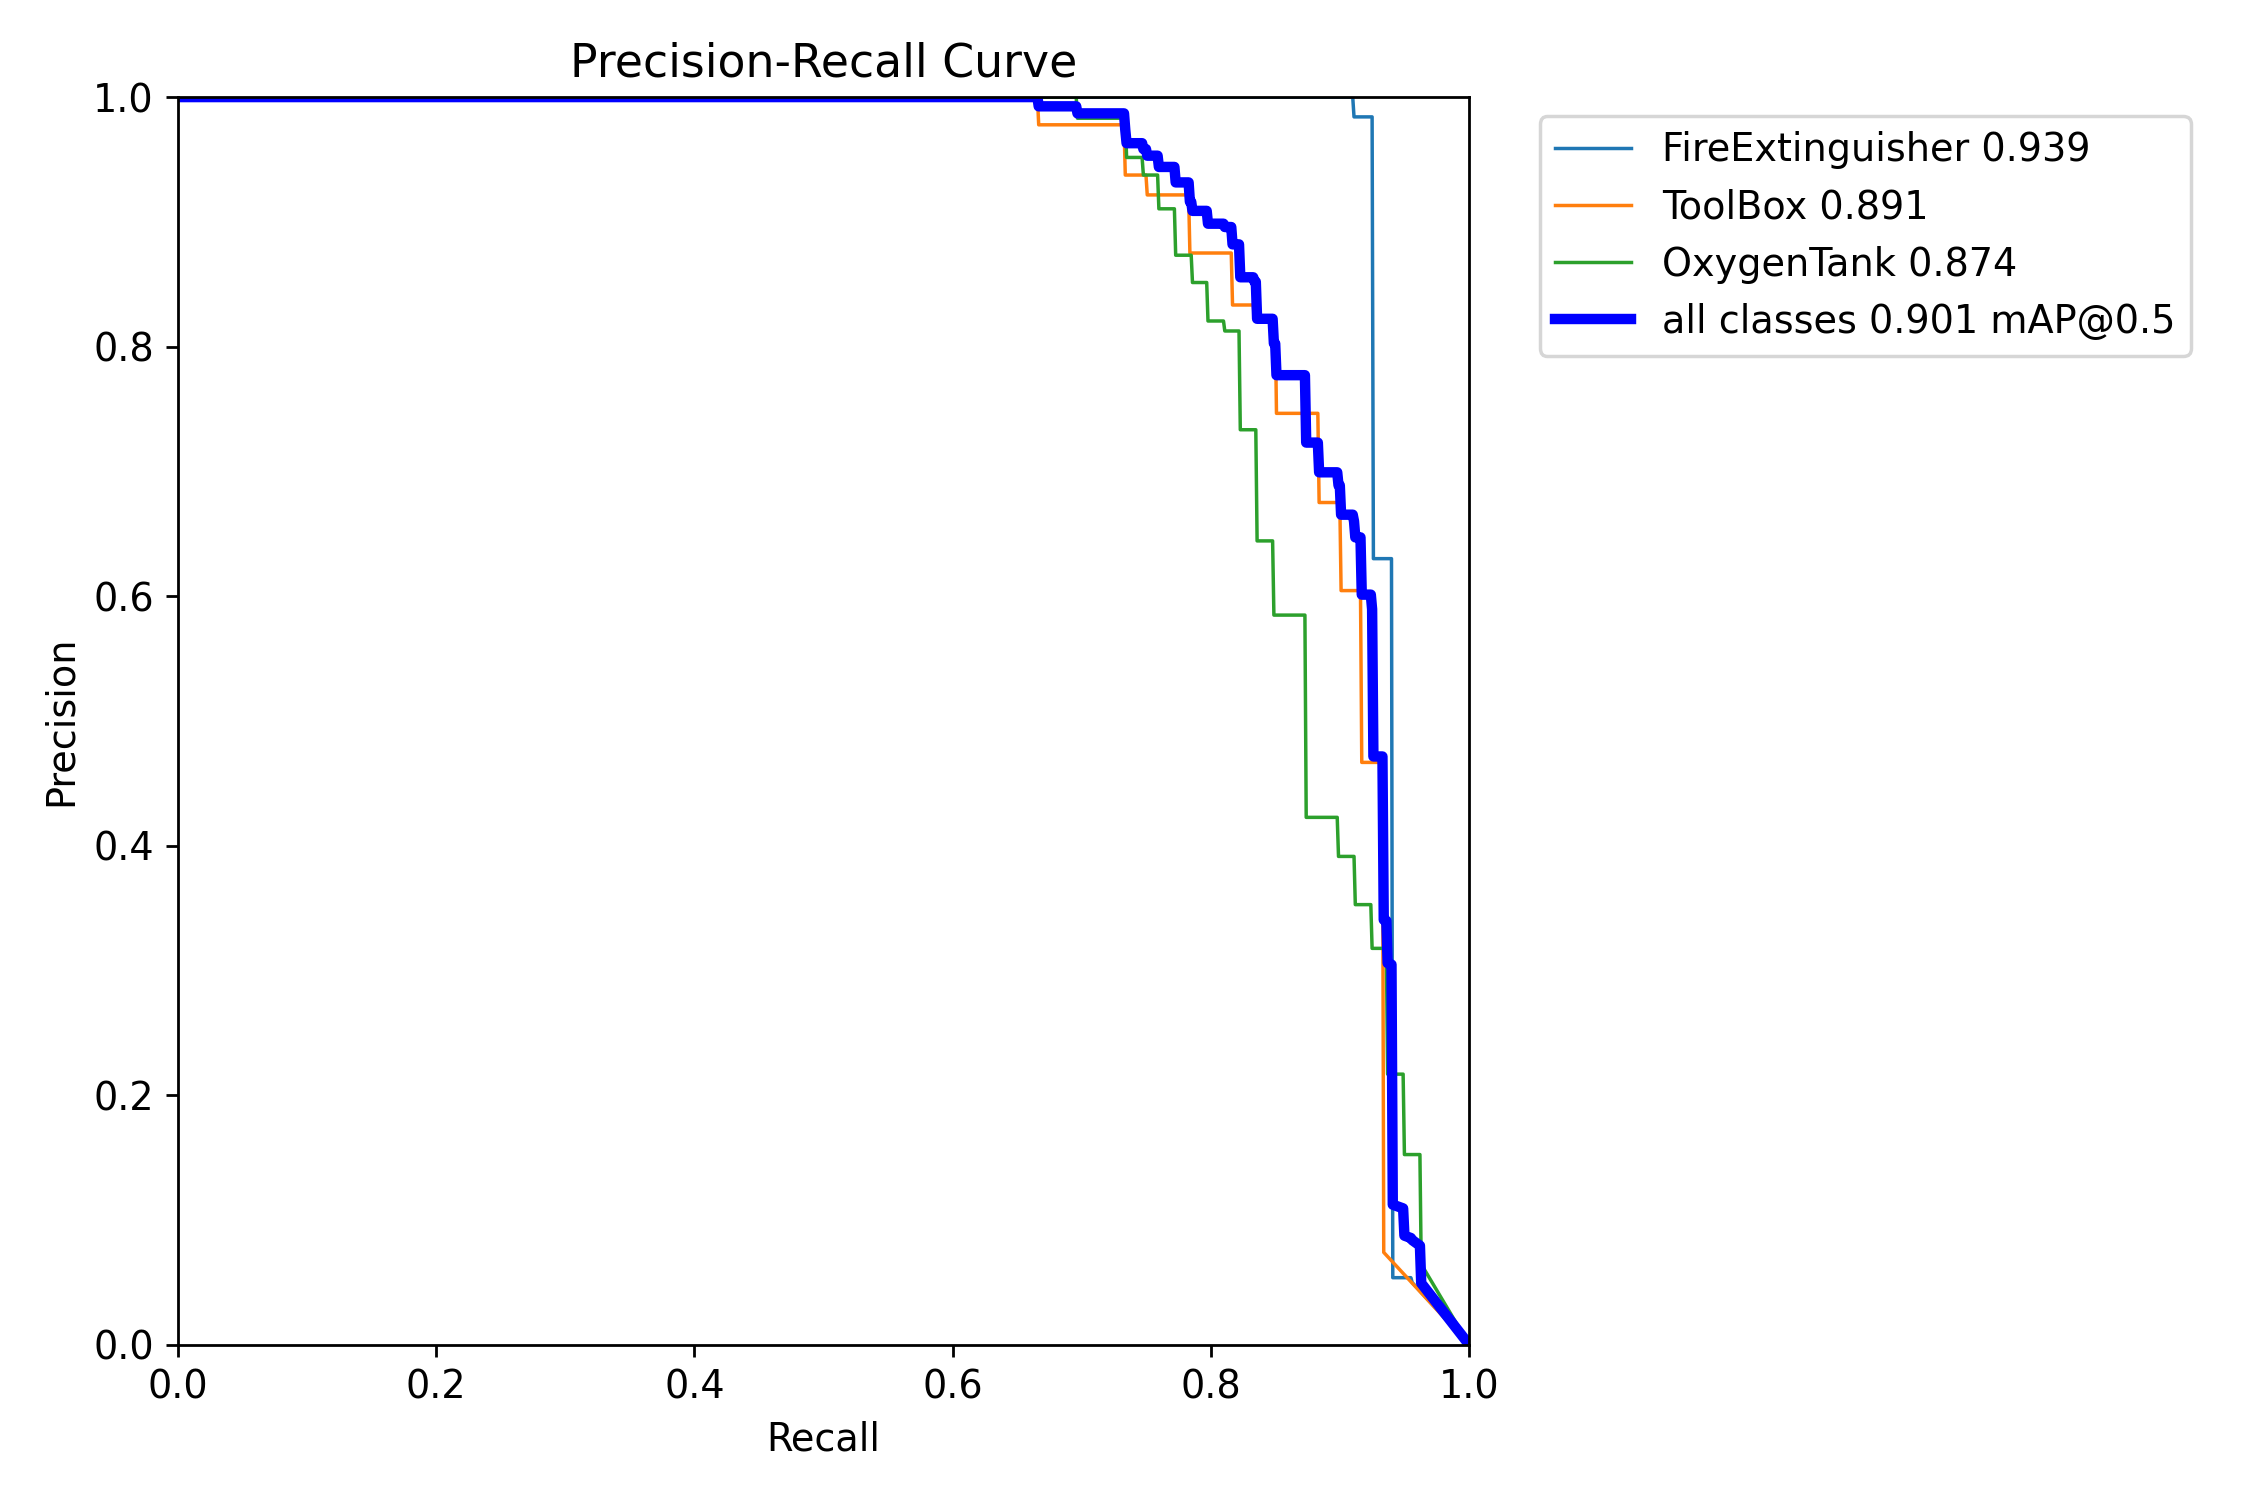 Precision-Recall Curve
1.0
0.8
0.6
0.4
0.2
0.0
Precision
0.0 0.2 0.4 0.6 0.8 1.0
Recall
FireExtinguisher 0.939
ToolBox 0.891
OxygenTank 0.874
all classes 0.901 mAP@0.5